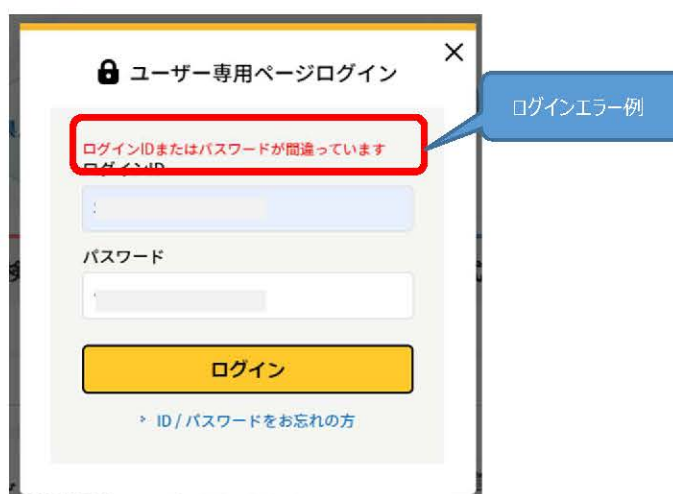 ユーザー専用ページログイン
ログインエラー例
ログインIDまたはパスワードが間違っています
ログインID
パスワード
ログイン
ID / パスワードをお忘れの方